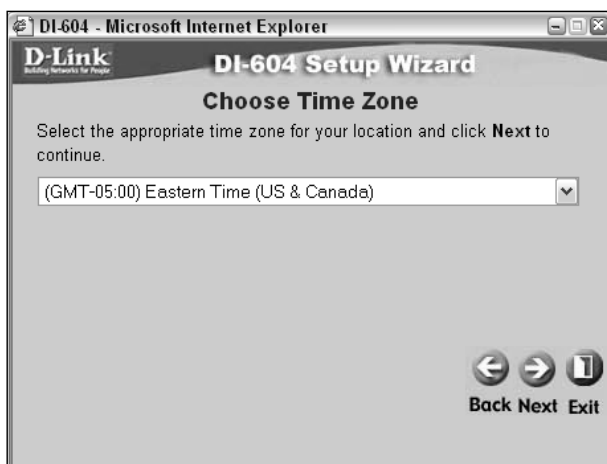 DI-604 - Microsoft Internet Explorer
D-Link
Building Networks for People
DI-604 Setup Wizard
Choose Time Zone
Select the appropriate time zone for your location and click Next to
continue.
(GMT-05:00) Eastern Time (US & Canada)
Back Next Exit